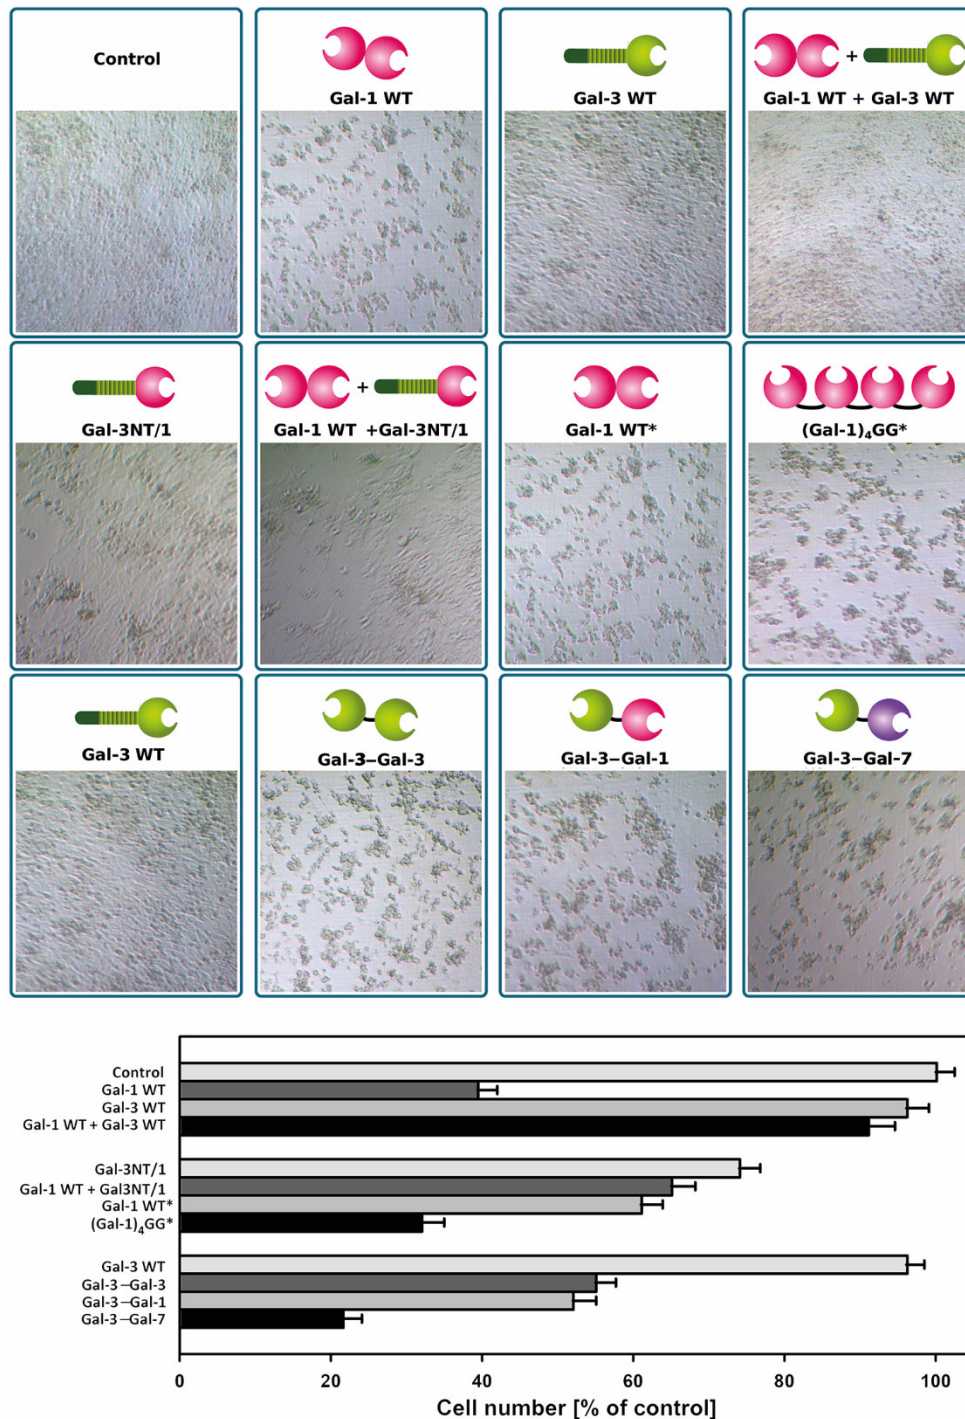 Control
Gal-1 WT
Gal-3 WT
+
Gal-1 WT + Gal-3 WT
Gal-3NT/1
+
Gal-1 WT +Gal-3NT/1
Gal-1 WT*
(Gal-1)₄GG*
Gal-3 WT
Gal-3–Gal-3
Gal-3–Gal-1
Gal-3–Gal-7
Control
Gal-1 WT
Gal-3 WT
Gal-1 WT + Gal-3 WT
Gal-3NT/1
Gal-1 WT + Gal3NT/1
Gal-1 WT*
(Gal-1)₄GG*
Gal-3 WT
Gal-3–Gal-3
Gal-3–Gal-1
Gal-3–Gal-7
0 20 40 60 80 100
Cell number [% of control]